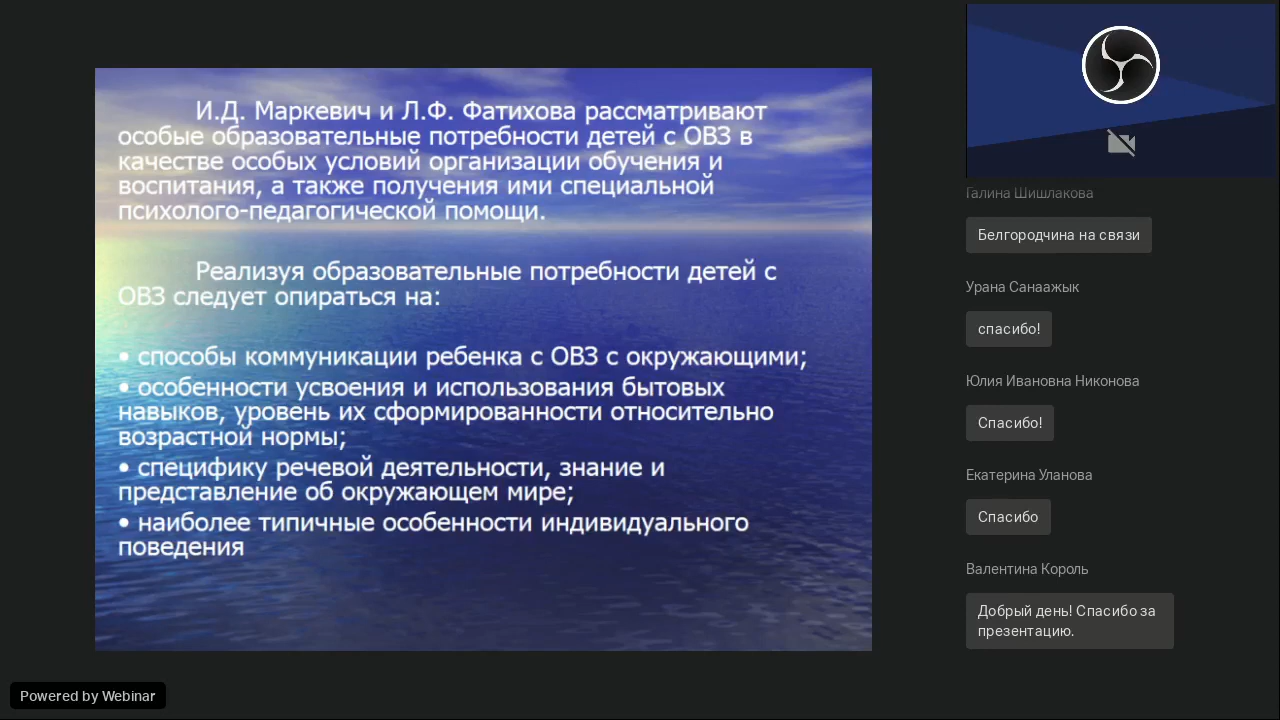 И.Д. Маркевич и Л.Ф. Фатихова рассматривают
особые образовательные потребности детей с ОВЗ в
качестве особых условий организации обучения и
воспитания, а также получения ими специальной
психолого-педагогической помощи.
Реализуя образовательные потребности детей с
ОВЗ следует опираться на:
• способы коммуникации ребенка с ОВЗ с окружающими;
• особенности усвоения и использования бытовых
навыков, уровень их сформированности относительно
возрастной нормы;
• специфику речевой деятельности, знание и
представление об окружающем мире;
• наиболее типичные особенности индивидуального
поведения
Галина Шишлакова
Белгородчина на связи
Урана Санаажык
спасибо!
Юлия Ивановна Никонова
Спасибо!
Екатерина Уланова
Спасибо
Валентина Король
Добрый день! Спасибо за
презентацию.
Powered by Webinar